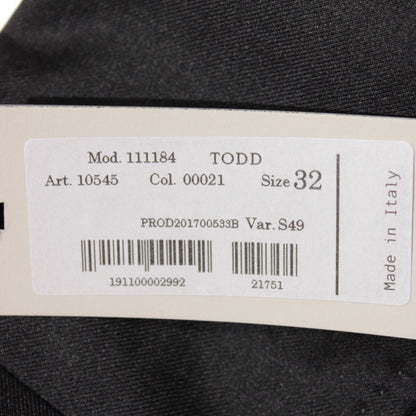 Mod. 111184 TODD
Art. 10545 Col. 00021 Size 32
PROD201700533B Var. S49
191100002992 21751
Made in Italy